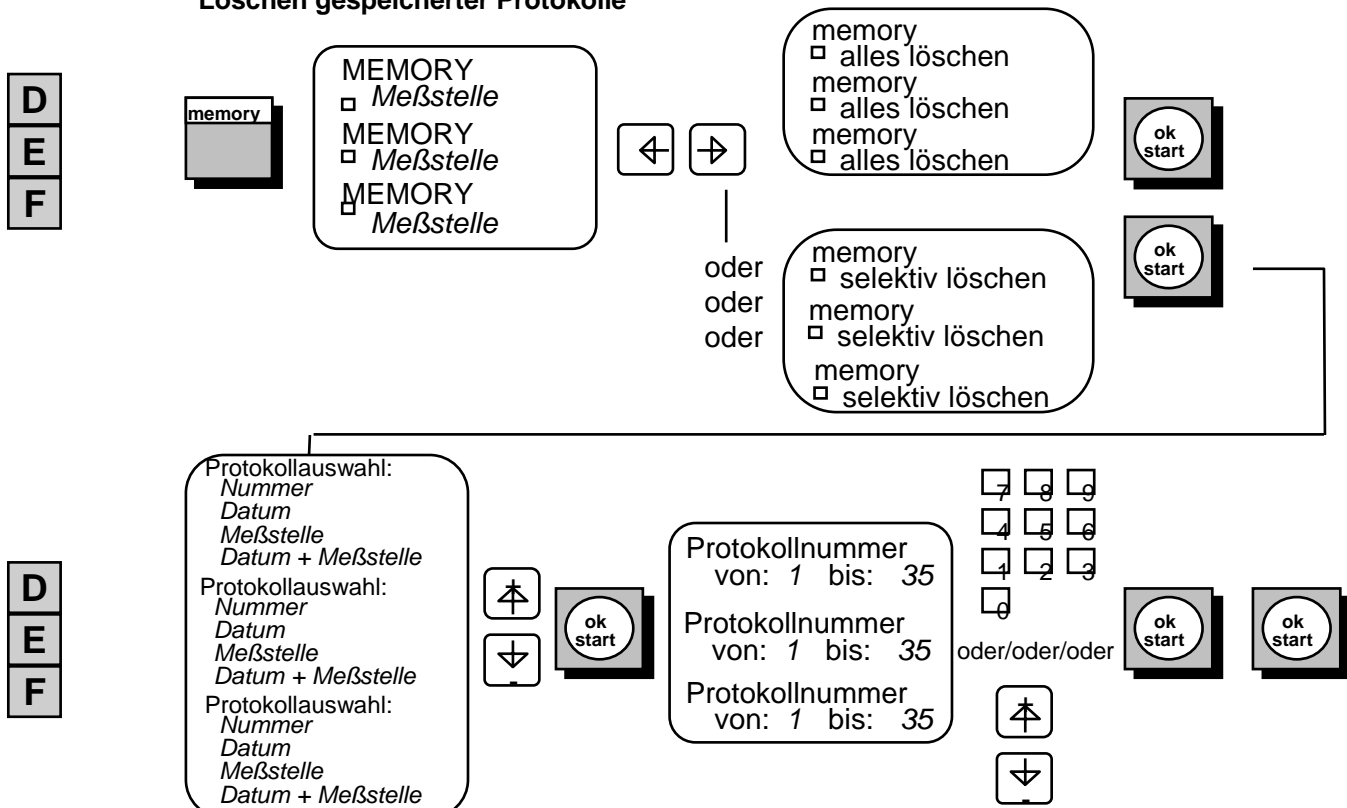 Löschen gespeicherter Protokolle
D
E
F
memory
MEMORY
Meßstelle
MEMORY
Meßstelle
MEMORY
Meßstelle
memory
alles löschen
memory
alles löschen
memory
alles löschen
ok
start
oder
oder
oder
memory
selektiv löschen
memory
selektiv löschen
memory
selektiv löschen
ok
start
D
E
F
Protokollauswahl:
Nummer
Datum
Meßstelle
Datum + Meßstelle
Protokollauswahl:
Nummer
Datum
Meßstelle
Datum + Meßstelle
Protokollauswahl:
Nummer
Datum
Meßstelle
Datum + Meßstelle
ok
start
Protokollnummer
von: 1 bis: 35
Protokollnummer
von: 1 bis: 35
Protokollnummer
von: 1 bis: 35
7 8 9
4 5 6
1 2 3
0
oder/oder/oder
ok
start
ok
start